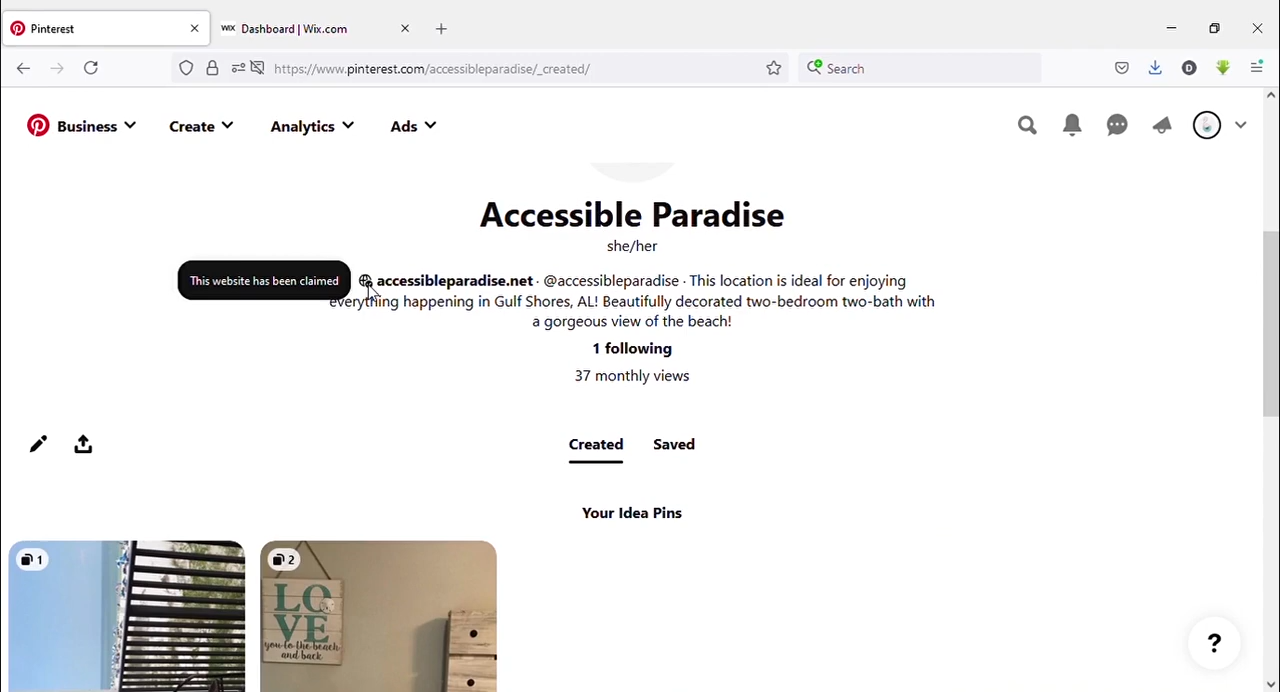 Pinterest
WIX Dashboard | Wix.com
https://www.pinterest.com/accessibleparadise/_created/
Search
D
Business
Create
Analytics
Ads
Accessible Paradise
she/her
This website has been claimed
accessibleparadise.net · @accessibleparadise · This location is ideal for enjoying
everything happening in Gulf Shores, AL! Beautifully decorated two-bedroom two-bath with
a gorgeous view of the beach!
1 following
37 monthly views
Created Saved
Your Idea Pins
1
2
LOVE
you to the beach
and back
?